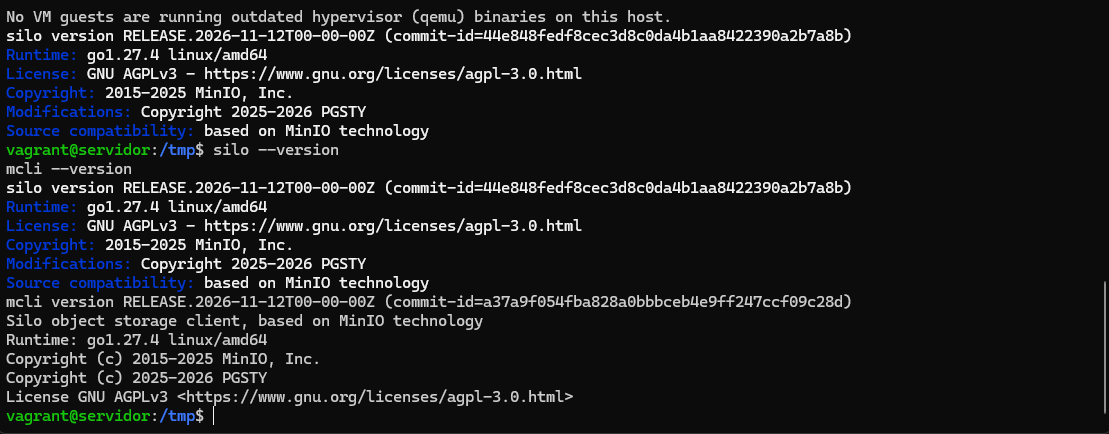 No VM guests are running outdated hypervisor (qemu) binaries on this host.
silo version RELEASE.2026-11-12T00-00-00Z (commit-id=44e848fedf8cec3d8c0da4b1aa8422390a2b7a8b)
Runtime: go1.27.4 linux/amd64
License: GNU AGPLv3 - https://www.gnu.org/licenses/agpl-3.0.html
Copyright: 2015-2025 MinIO, Inc.
Modifications: Copyright 2025-2026 PGSTY
Source compatibility: based on MinIO technology
vagrant@servidor:/tmp$ silo --version
mcli --version
silo version RELEASE.2026-11-12T00-00-00Z (commit-id=44e848fedf8cec3d8c0da4b1aa8422390a2b7a8b)
Runtime: go1.27.4 linux/amd64
License: GNU AGPLv3 - https://www.gnu.org/licenses/agpl-3.0.html
Copyright: 2015-2025 MinIO, Inc.
Modifications: Copyright 2025-2026 PGSTY
Source compatibility: based on MinIO technology
mcli version RELEASE.2026-11-12T00-00-00Z (commit-id=a37a9f054fba828a0bbbceb4e9ff247ccf09c28d)
Silo object storage client, based on MinIO technology
Runtime: go1.27.4 linux/amd64
Copyright (c) 2015-2025 MinIO, Inc.
Copyright (c) 2025-2026 PGSTY
License GNU AGPLv3 <https://www.gnu.org/licenses/agpl-3.0.html>
vagrant@servidor:/tmp$